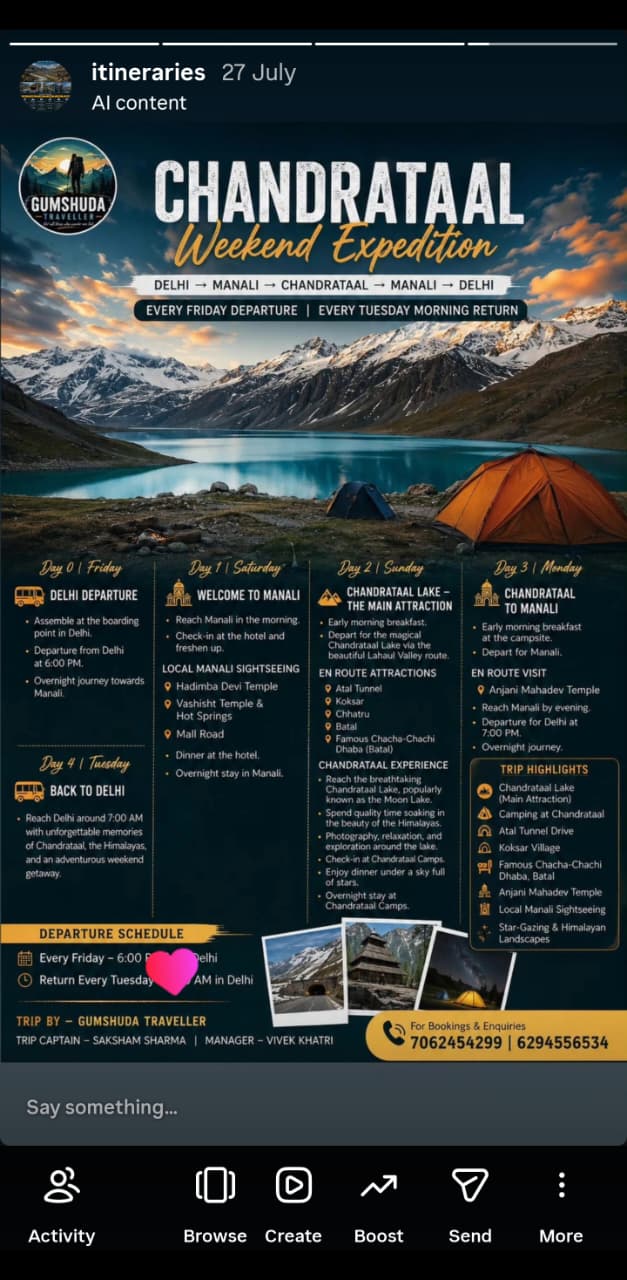 itineraries 27 July
AI content
GUMSHUDA
TRAVELLER
CHANDRATAAL
Weekend Expedition
DELHI → MANALI → CHANDRATAAL → MANALI → DELHI
EVERY FRIDAY DEPARTURE | EVERY TUESDAY MORNING RETURN
Day 0 | Friday
DELHI DEPARTURE
• Assemble at the boarding
point in Delhi.
• Departure from Delhi
at 6:00 PM.
• Overnight journey towards
Manali.
Day 4 | Tuesday
BACK TO DELHI
• Reach Delhi around 7:00 AM
with unforgettable memories
of Chandrataal, the Himalayas,
and an adventurous weekend
getaway.
Day 1 | Saturday
WELCOME TO MANALI
• Reach Manali in the morning.
• Check-in at the hotel and
freshen up.
LOCAL MANALI SIGHTSEEING
Hadimba Devi Temple
Vashisht Temple &
Hot Springs
Mall Road
• Dinner at the hotel.
• Overnight stay in Manali.
Day 2 | Sunday
CHANDRATAAL LAKE –
THE MAIN ATTRACTION
• Early morning breakfast.
• Depart for the magical
Chandrataal Lake via the
beautiful Lahaul Valley route.
EN ROUTE ATTRACTIONS
Atal Tunnel
Koksar
Chhatru
Batal
Famous Chacha-Chachi
Dhaba (Batal)
CHANDRATAAL EXPERIENCE
• Reach the breathtaking
Chandrataal Lake, popularly
known as the Moon Lake.
• Spend quality time soaking in
the beauty of the Himalayas.
• Photography, relaxation, and
exploration around the lake.
• Check-in at Chandrataal Camps.
• Enjoy dinner under a sky full
of stars.
• Overnight stay at
Chandrataal Camps.
Day 3 | Monday
CHANDRATAAL
TO MANALI
• Early morning breakfast
at the campsite.
• Depart for Manali.
EN ROUTE VISIT
Anjani Mahadev Temple
• Reach Manali by evening.
• Departure for Delhi at
7:00 PM.
• Overnight journey.
TRIP HIGHLIGHTS
Chandrataal Lake
(Main Attraction)
Camping at Chandrataal
Atal Tunnel Drive
Koksar Village
Famous Chacha-Chachi
Dhaba, Batal
Anjani Mahadev Temple
Local Manali Sightseeing
Star-Gazing & Himalayan
Landscapes
DEPARTURE SCHEDULE
Every Friday – 6:00 Delhi
Return Every Tuesday AM in Delhi
TRIP BY – GUMSHUDA TRAVELLER
TRIP CAPTAIN – SAKSHAM SHARMA | MANAGER – VIVEK KHATRI
For Bookings & Enquiries
7062454299 | 6294556534
Say something...
Activity Browse Create Boost Send More